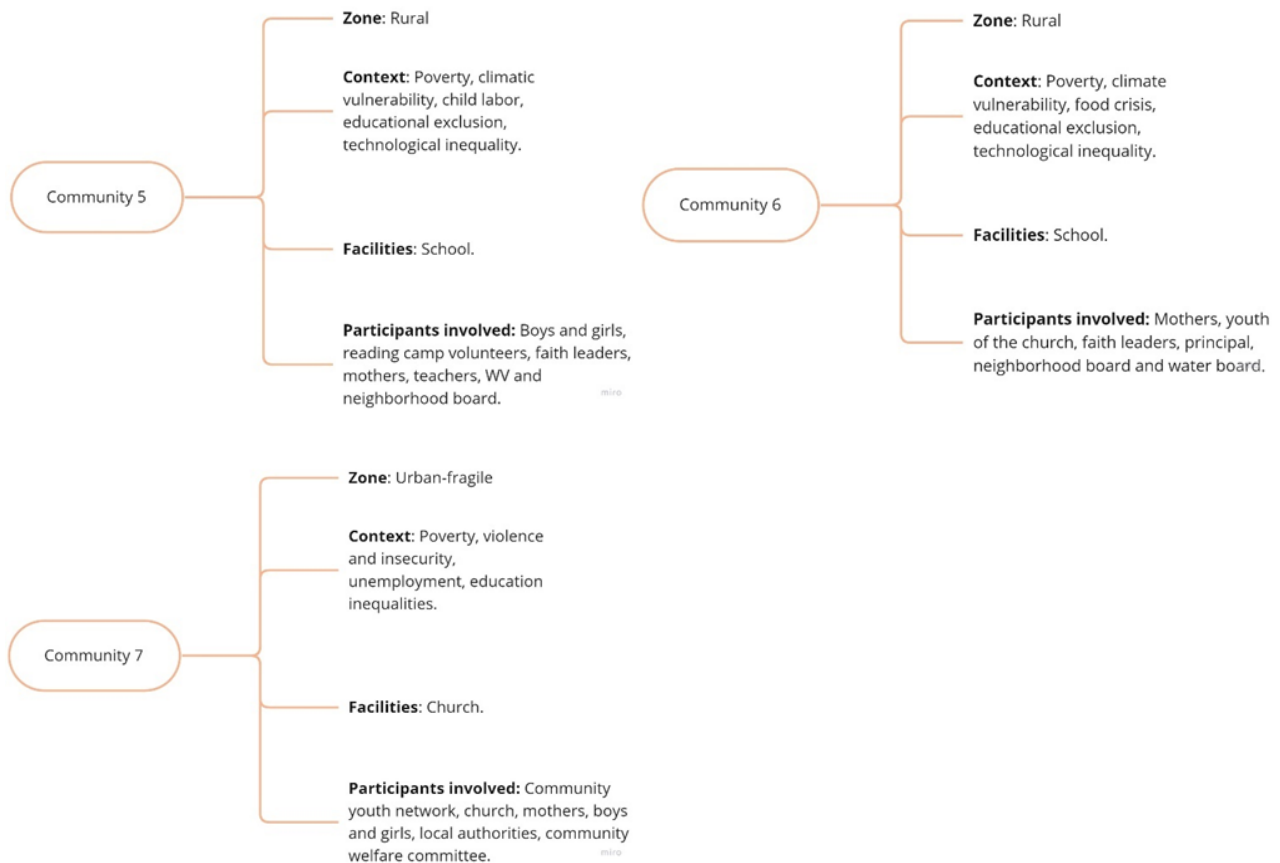 Community 5
Zone: Rural
Context: Poverty, climatic
vulnerability, child labor,
educational exclusion,
technological inequality.
Facilities: School.
Participants involved: Boys and girls,
reading camp volunteers, faith leaders,
mothers, teachers, WV and
neighborhood board.
miro
Community 6
Zone: Rural
Context: Poverty, climate
vulnerability, food crisis,
educational exclusion,
technological inequality.
Facilities: School.
Participants involved: Mothers, youth
of the church, faith leaders, principal,
neighborhood board and water board.
Community 7
Zone: Urban-fragile
Context: Poverty, violence
and insecurity,
unemployment, education
inequalities.
Facilities: Church.
Participants involved: Community
youth network, church, mothers, boys
and girls, local authorities, community
welfare committee.
miro